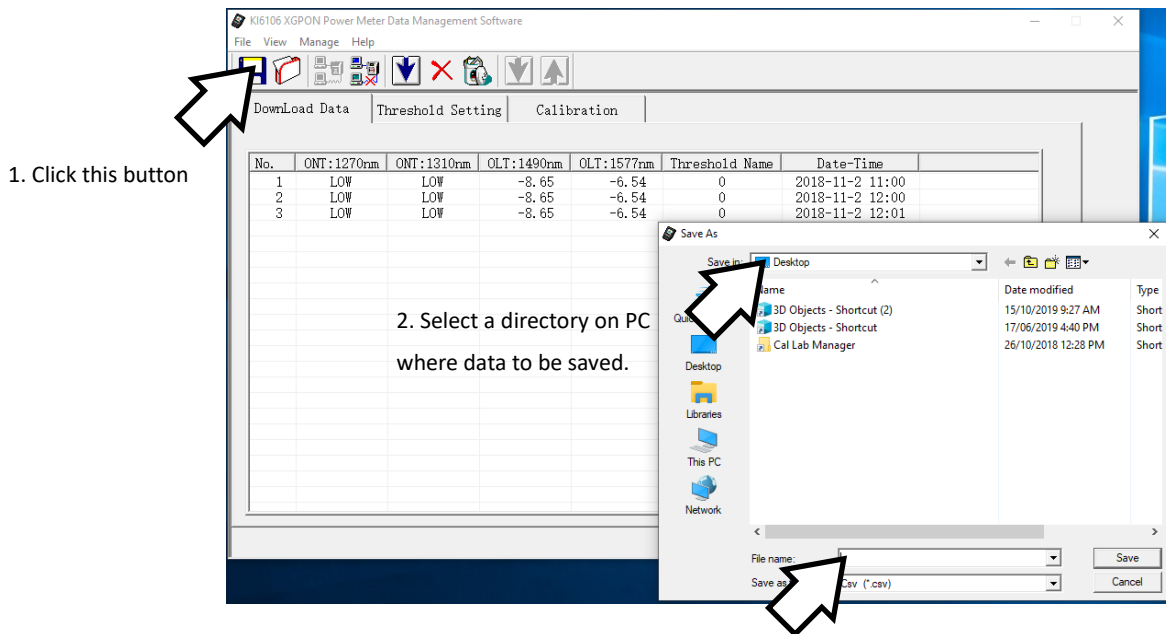 KI6106 XGPON Power Meter Data Management Software
File View Manage Help
DownLoad Data Threshold Setting Calibration
1. Click this button
No. ONT:1270nm ONT:1310nm OLT:1490nm OLT:1577nm Threshold Name Date-Time
1 LOW LOW -8.65 -6.54 0 2018-11-2 11:00
2 LOW LOW -8.65 -6.54 0 2018-11-2 12:00
3 LOW LOW -8.65 -6.54 0 2018-11-2 12:01
2. Select a directory on PC
where data to be saved.
Save As
Save in: Desktop
Name Date modified Type
3D Objects - Shortcut (2) 15/10/2019 9:27 AM Short
3D Objects - Shortcut 17/06/2019 4:40 PM Short
Cal Lab Manager 26/10/2018 12:28 PM Short
Desktop
Libraries
This PC
Network
File name: Save
Save as Csv (*.csv) Cancel